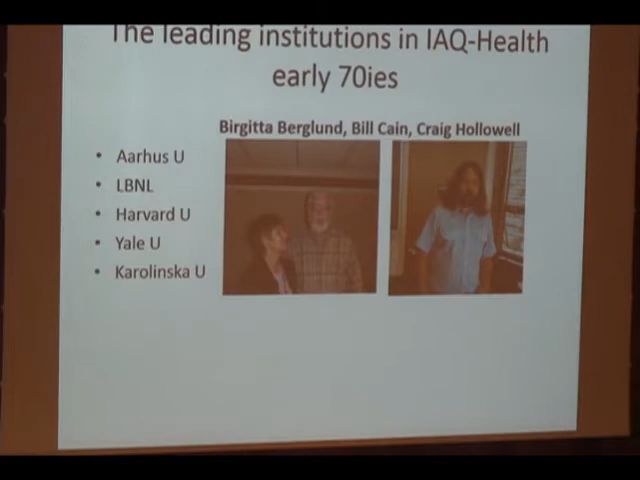 The leading institutions in IAQ-Health
early 70ies
Birgitta Berglund, Bill Cain, Craig Hollowell
• Aarhus U
• LBNL
• Harvard U
• Yale U
• Karolinska U